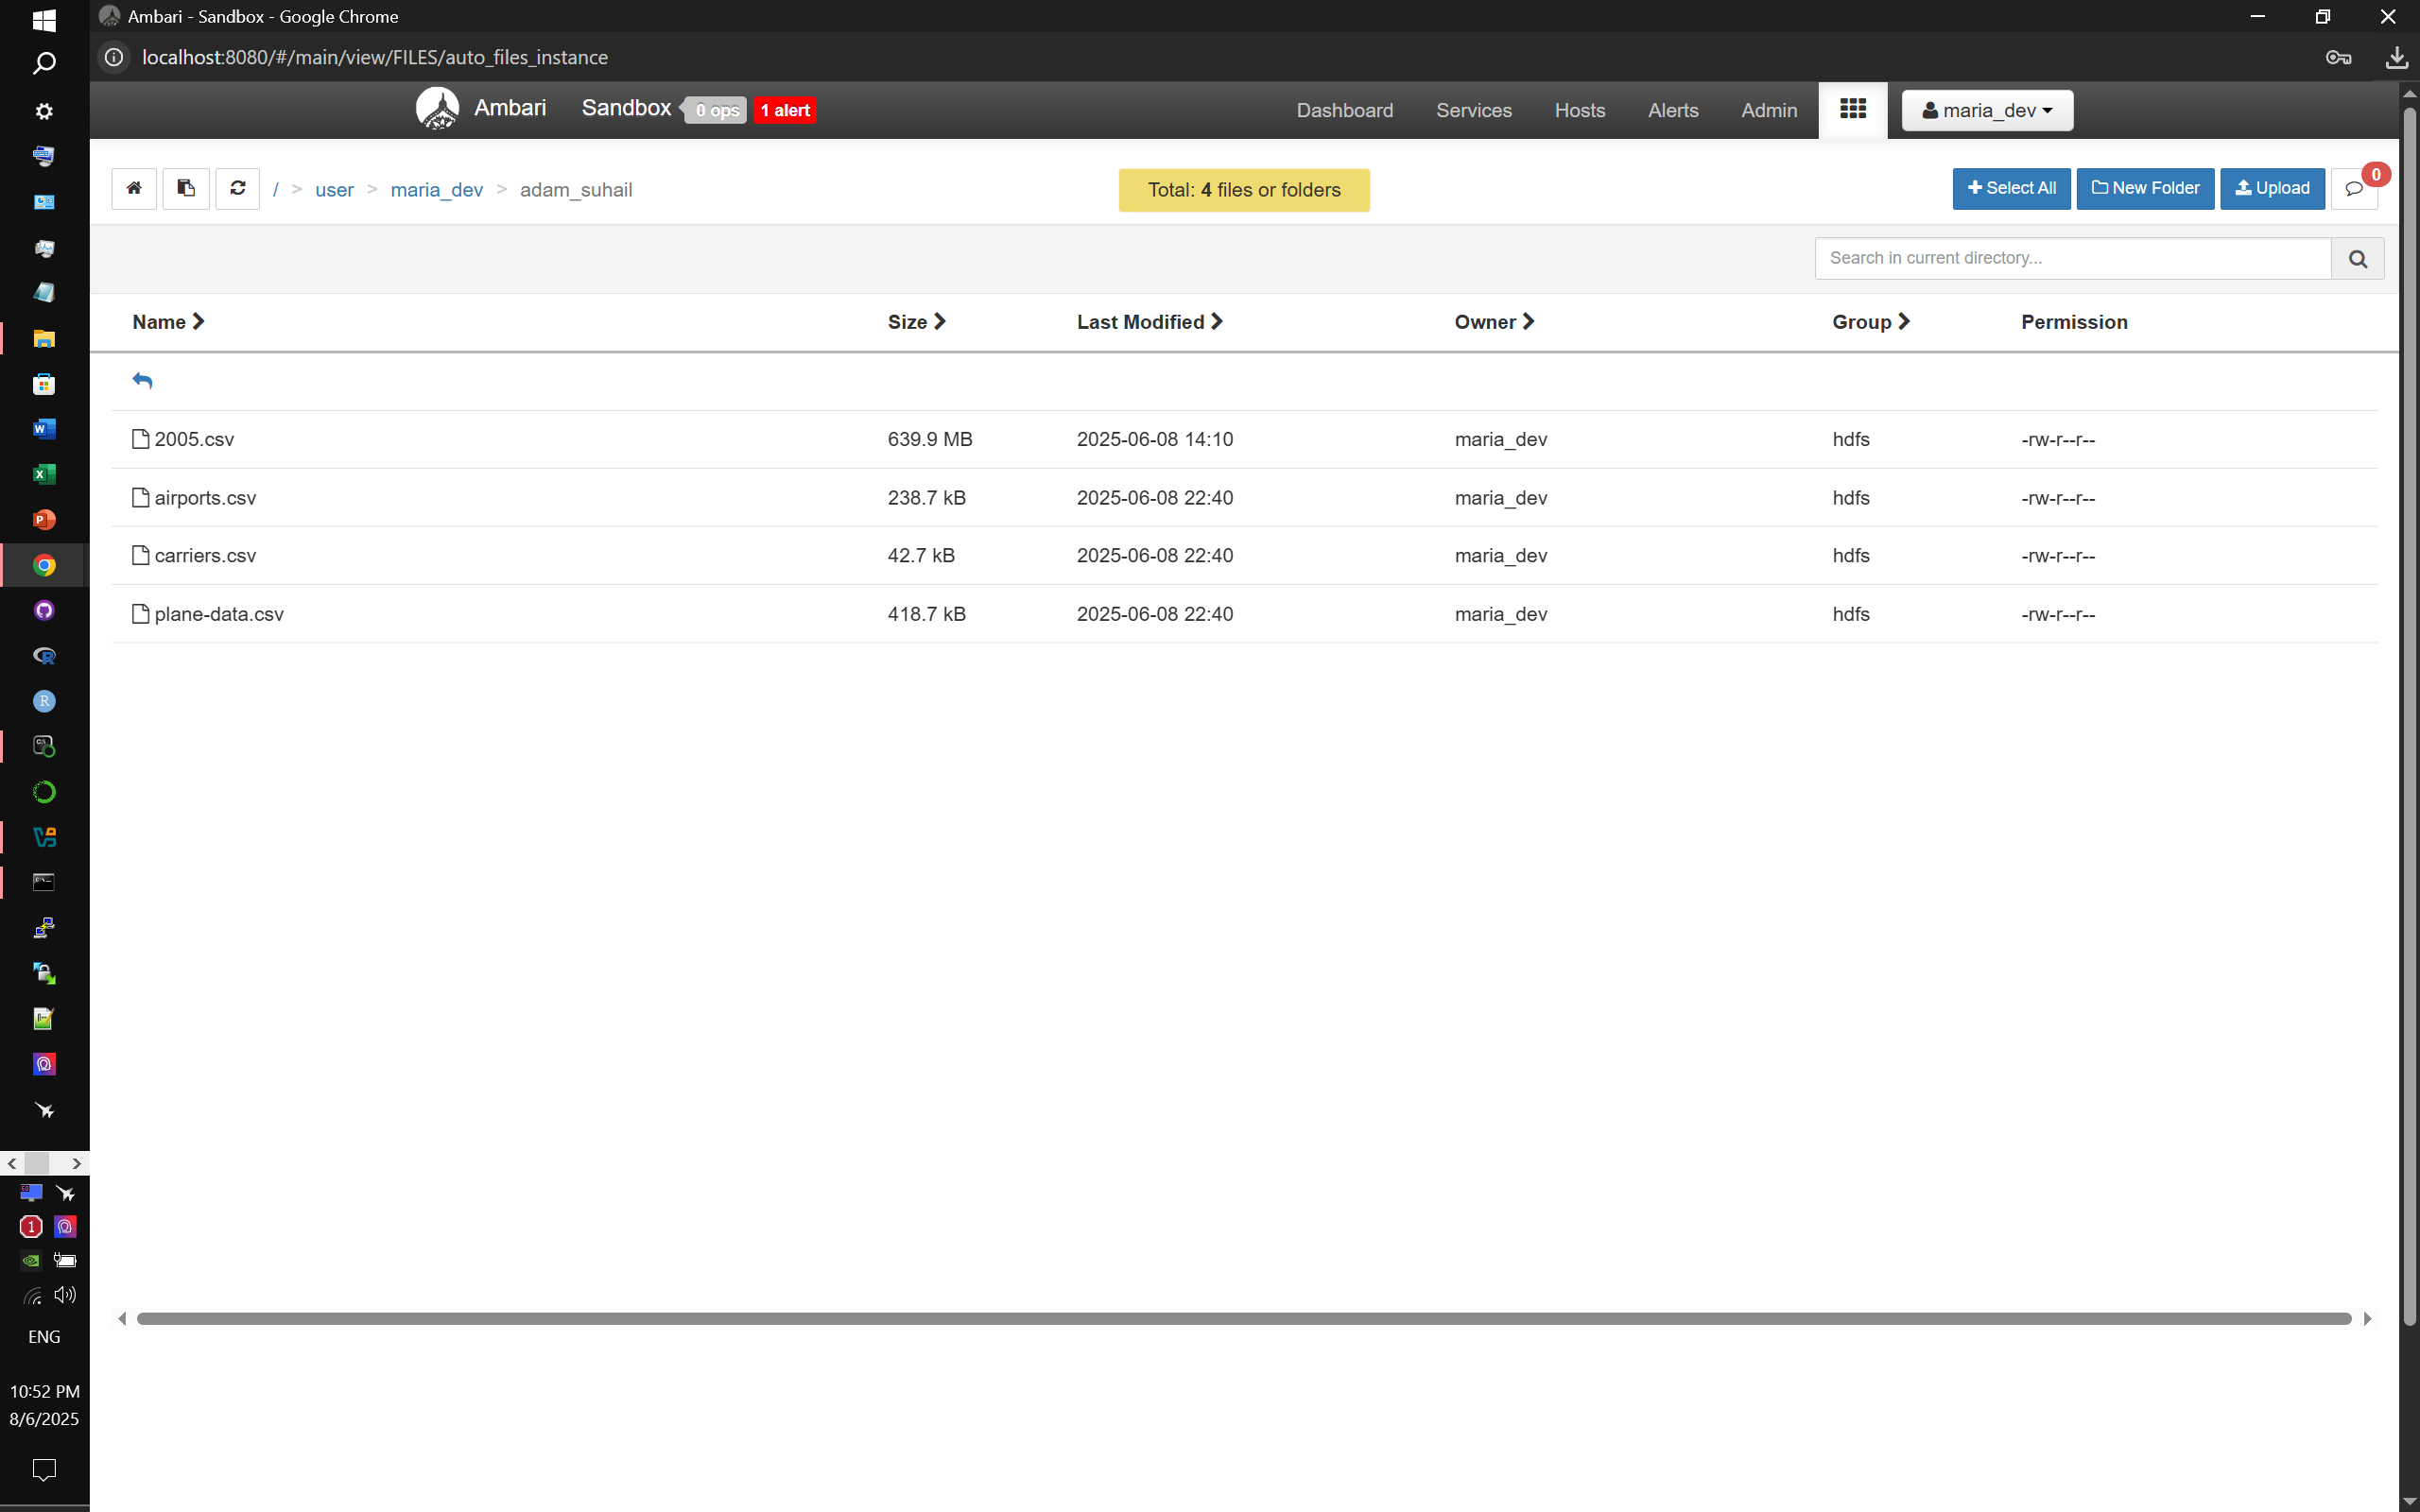 Ambari - Sandbox - Google Chrome
localhost:8080/#/main/view/FILES/auto_files_instance
Ambari Sandbox 0 ops 1 alert Dashboard Services Hosts Alerts Admin maria_dev
/ > user > maria_dev > adam_suhail Total: 4 files or folders Select All New Folder Upload 0
Search in current directory...
Name Size Last Modified Owner Group Permission
2005.csv 639.9 MB 2025-06-08 14:10 maria_dev hdfs -rw-r--r--
airports.csv 238.7 kB 2025-06-08 22:40 maria_dev hdfs -rw-r--r--
carriers.csv 42.7 kB 2025-06-08 22:40 maria_dev hdfs -rw-r--r--
plane-data.csv 418.7 kB 2025-06-08 22:40 maria_dev hdfs -rw-r--r--
ENG
10:52 PM
8/6/2025